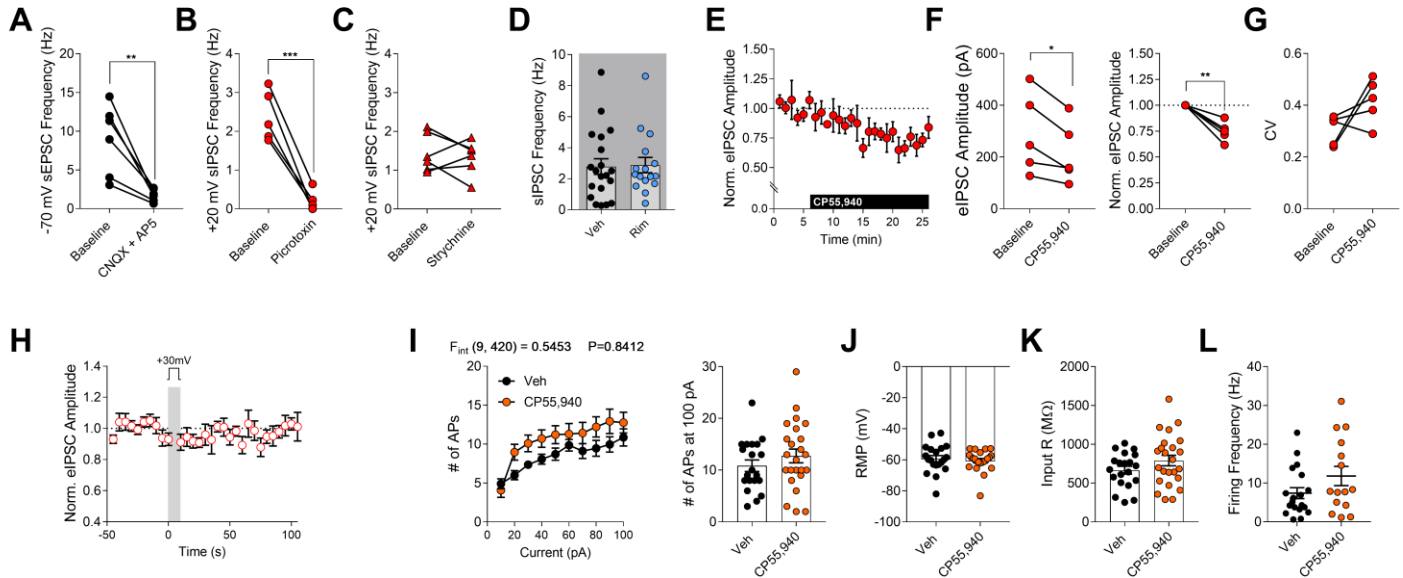 A
-70 mV sEPSC Frequency (Hz)
20
15
10
5
0
**
Baseline
CNQX + AP5
B
+20 mV sIPSC Frequency (Hz)
4
3
2
1
0
***
Baseline
Picrotoxin
C
+20 mV sIPSC Frequency (Hz)
4
3
2
1
0
Baseline
Strychnine
D
sIPSC Frequency (Hz)
10
8
6
4
2
0
Veh
Rim
E
Norm. eIPSC Amplitude
1.50
1.25
1.00
0.75
0.50
0.00
CP55,940
0
5
10
15
20
25
Time (min)
F
eIPSC Amplitude (pA)
600
400
200
0
*
Baseline
CP55,940
Norm. eIPSC Amplitude
1.50
1.25
1.00
0.75
0.50
0.25
0.00
**
Baseline
CP55,940
G
CV
0.6
0.4
0.2
0.0
Baseline
CP55,940
H
Norm. eIPSC Amplitude
1.4
1.2
1.0
0.8
0.6
0.4
+30mV
-50
0
50
100
Time (s)
I
F int (9, 420) = 0.5453 P=0.8412
# of APs
20
15
10
5
0
Veh
CP55,940
0
20
40
60
80
100
Current (pA)
# of APs at 100 pA
30
20
10
0
Veh
CP55,940
J
RMP (mV)
0
-50
-100
Veh
CP55,940
K
Input R (MΩ)
2000
1500
1000
500
0
Veh
CP55,940
L
Firing Frequency (Hz)
40
30
20
10
0
Veh
CP55,940